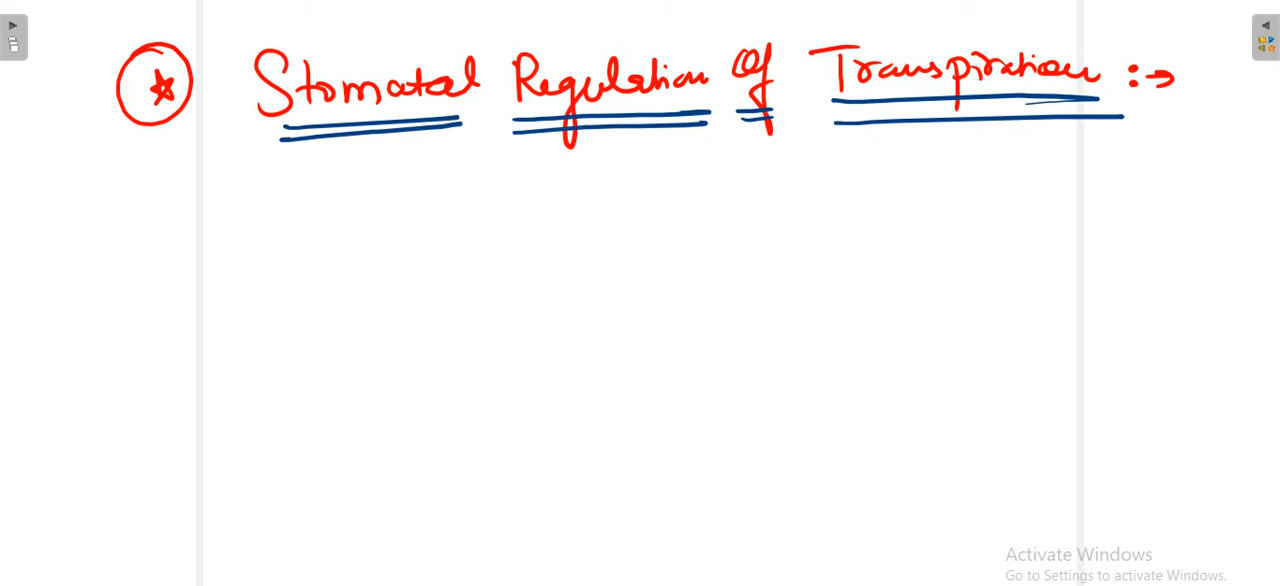 Stomatal Regulation Of Transpiration :→
Activate Windows
Go to Settings to activate Windows.